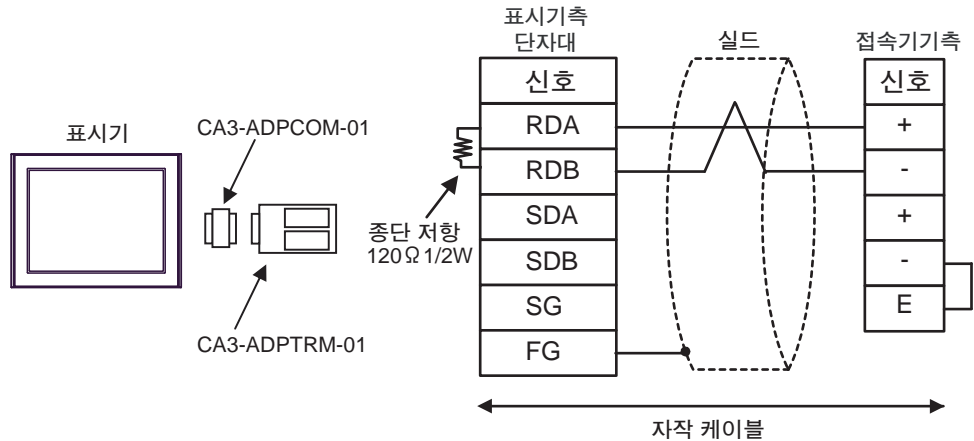 표시기
CA3-ADPCOM-01
CA3-ADPTRM-01
종단 저항
120Ω 1/2W
표시기측
단자대
신호
RDA
RDB
SDA
SDB
SG
FG
실드
접속기기측
신호
+
-
+
-
E
자작 케이블